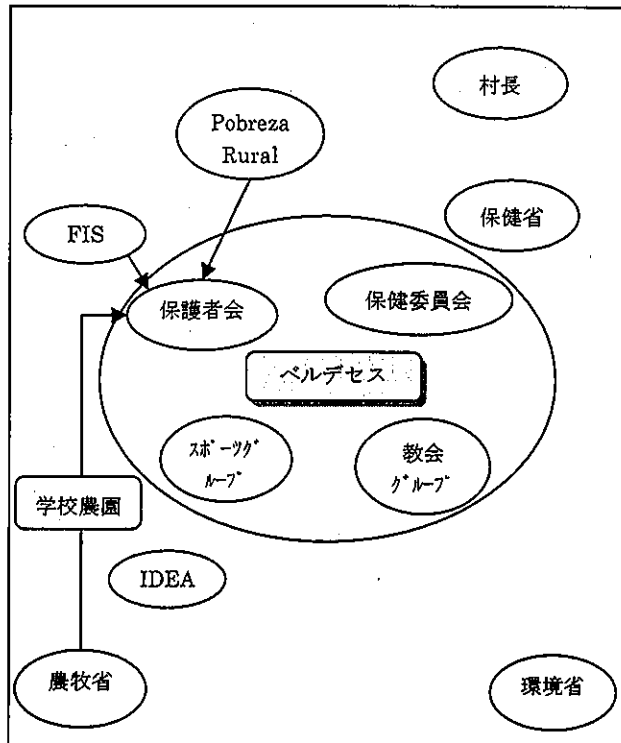 村長
Pobreza
Rural
保健省
FIS
保護者会
保健委員会
ベルデセス
スポーツグ
ループ
教会
グループ
学校農園
IDEA
農牧省
環境省